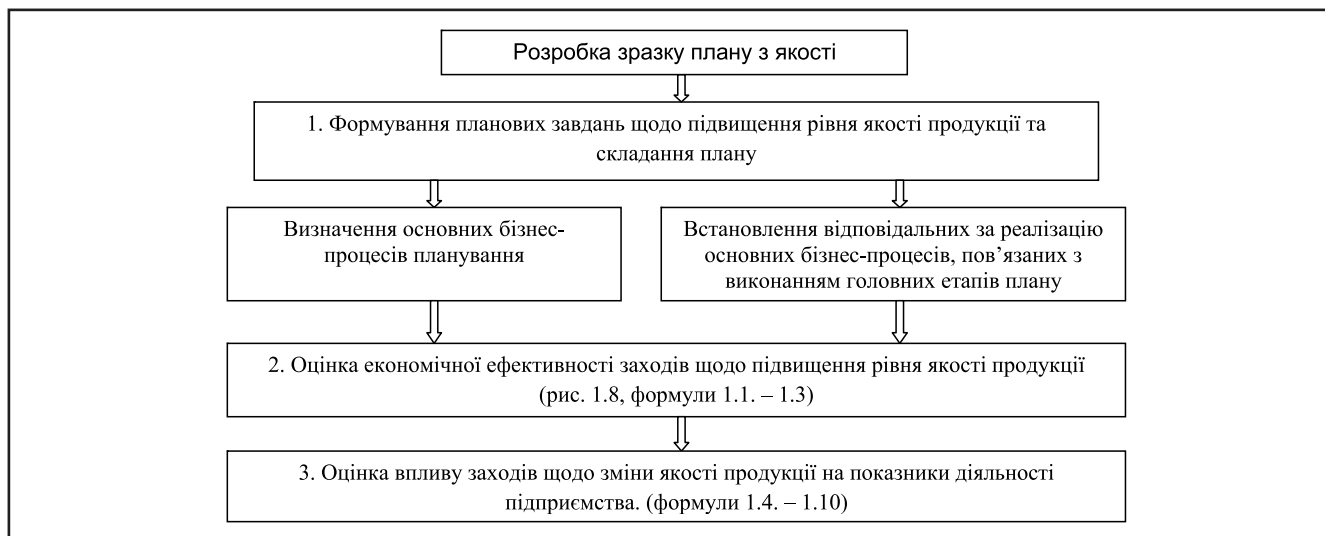 Розробка зразку плану з якості
1. Формування планових завдань щодо підвищення рівня якості продукції та
складання плану
Визначення основних бізнес-
процесів планування
Встановлення відповідальних за реалізацію
основних бізнес-процесів, пов’язаних з
виконанням головних етапів плану
2. Оцінка економічної ефективності заходів щодо підвищення рівня якості продукції
(рис. 1.8, формули 1.1. – 1.3)
3. Оцінка впливу заходів щодо зміни якості продукції на показники діяльності
підприємства. (формули 1.4. – 1.10)